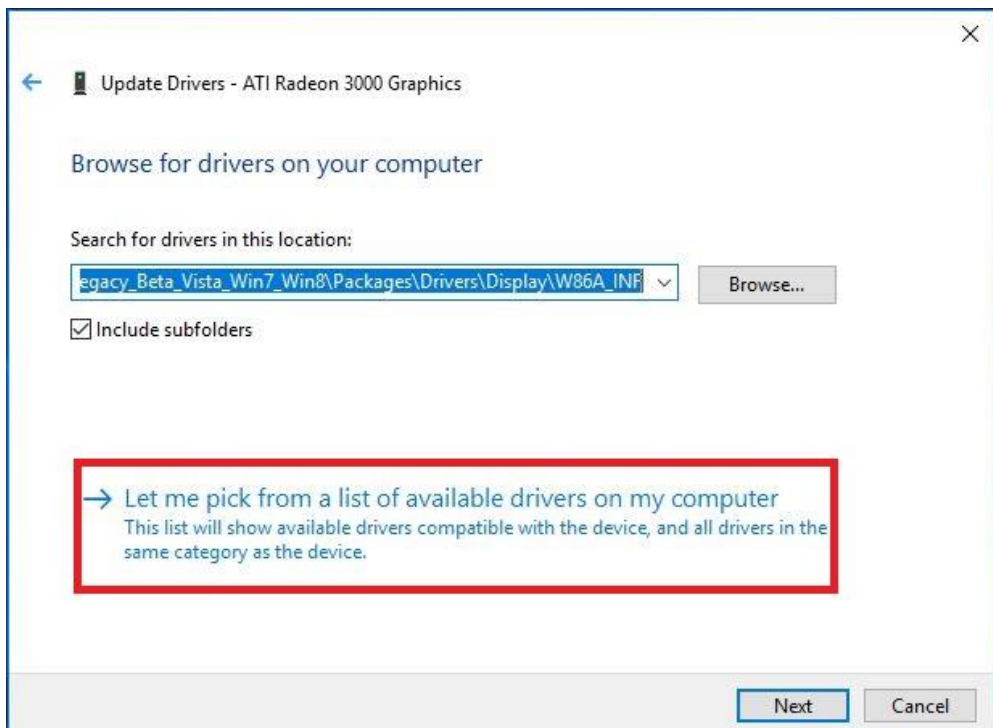 Update Drivers - ATI Radeon 3000 Graphics
Browse for drivers on your computer
Search for drivers in this location:
egacy_Beta_Vista_Win7_Win8\Packages\Drivers\Display\W86A_INF
Browse...
Include subfolders
Let me pick from a list of available drivers on my computer
This list will show available drivers compatible with the device, and all drivers in the
same category as the device.
Next
Cancel